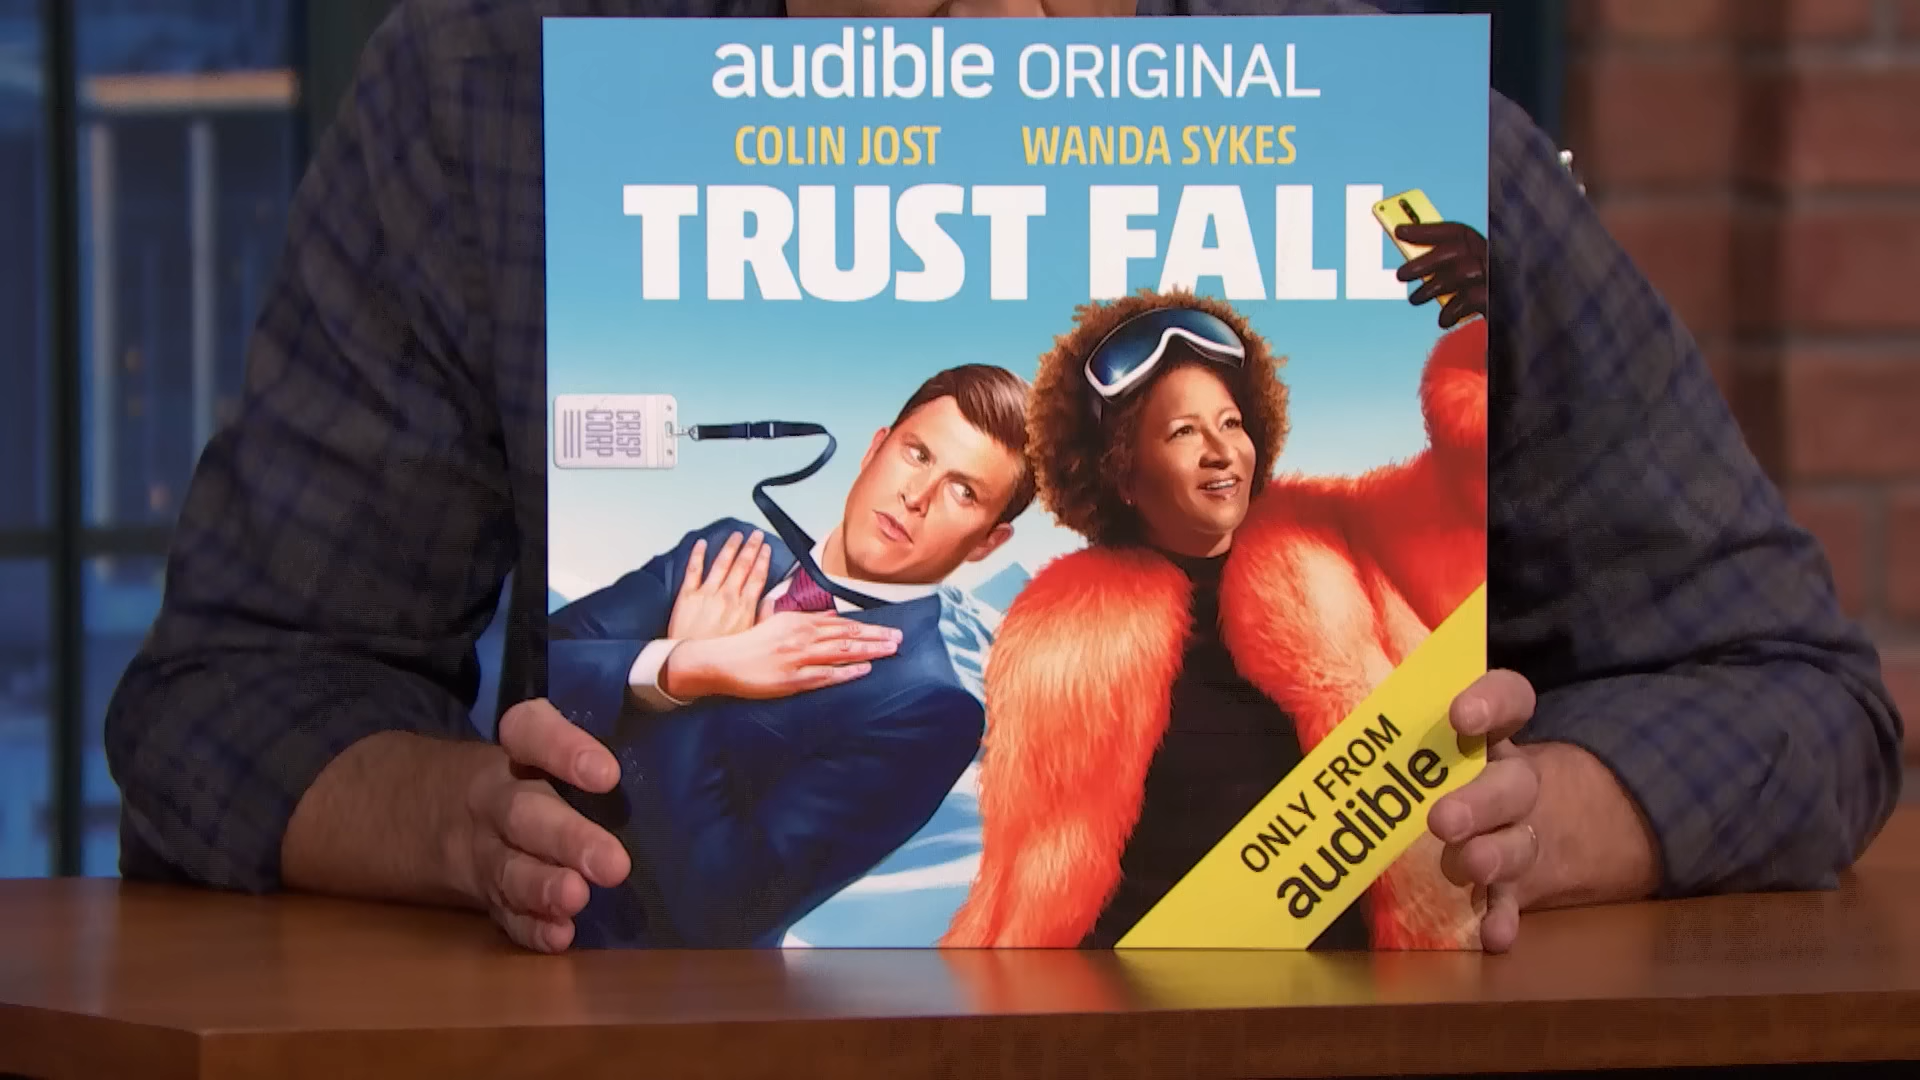 audible ORIGINAL
COLIN JOST WANDA SYKES
TRUST FALL
CRISP
CORP
ONLY FROM
audible